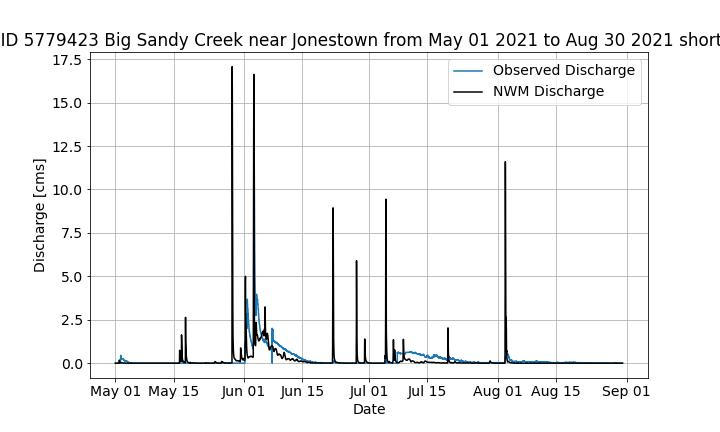 ID 5779423 Big Sandy Creek near Jonestown from May 01 2021 to Aug 30 2021 short
Observed Discharge
NWM Discharge
17.5
15.0
12.5
10.0
7.5
5.0
2.5
0.0
Discharge [cms]
May 01 May 15 Jun 01 Jun 15 Jul 01 Jul 15 Aug 01 Aug 15 Sep 01
Date